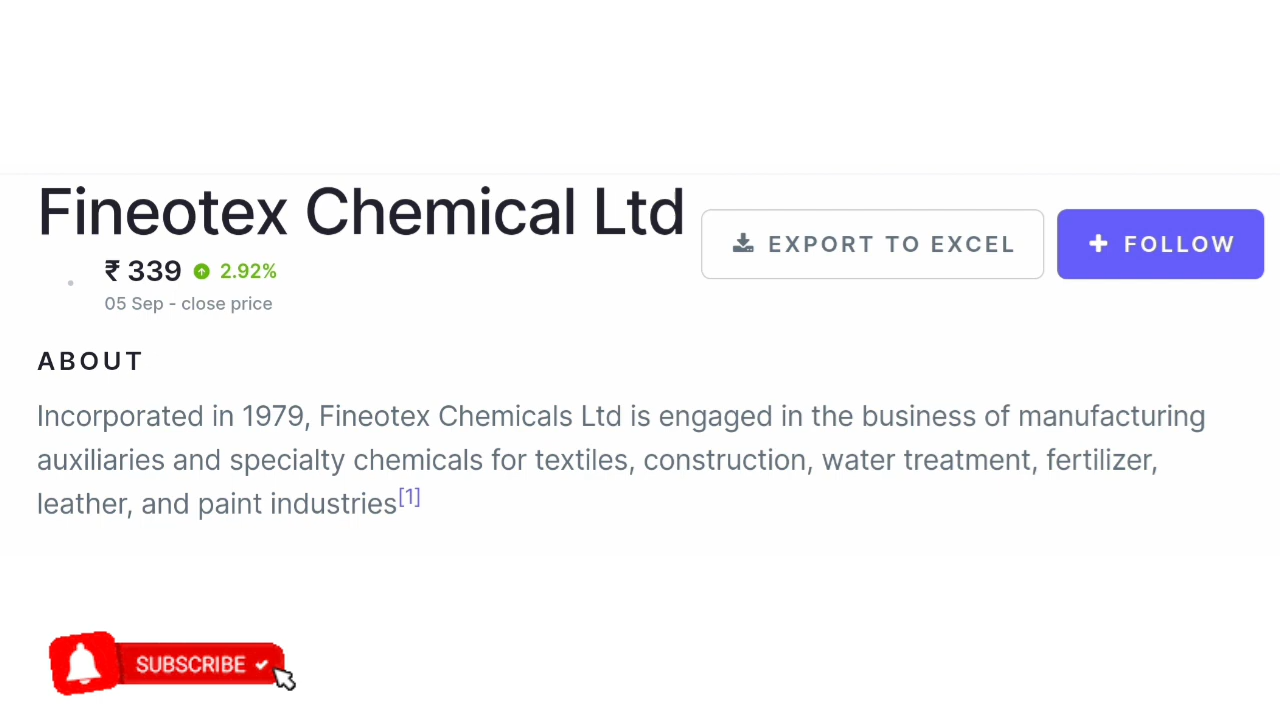 Fineotex Chemical Ltd
EXPORT TO EXCEL
FOLLOW
₹ 339 2.92%
05 Sep - close price
ABOUT
Incorporated in 1979, Fineotex Chemicals Ltd is engaged in the business of manufacturing
auxiliaries and specialty chemicals for textiles, construction, water treatment, fertilizer,
leather, and paint industries[1]
SUBSCRIBE